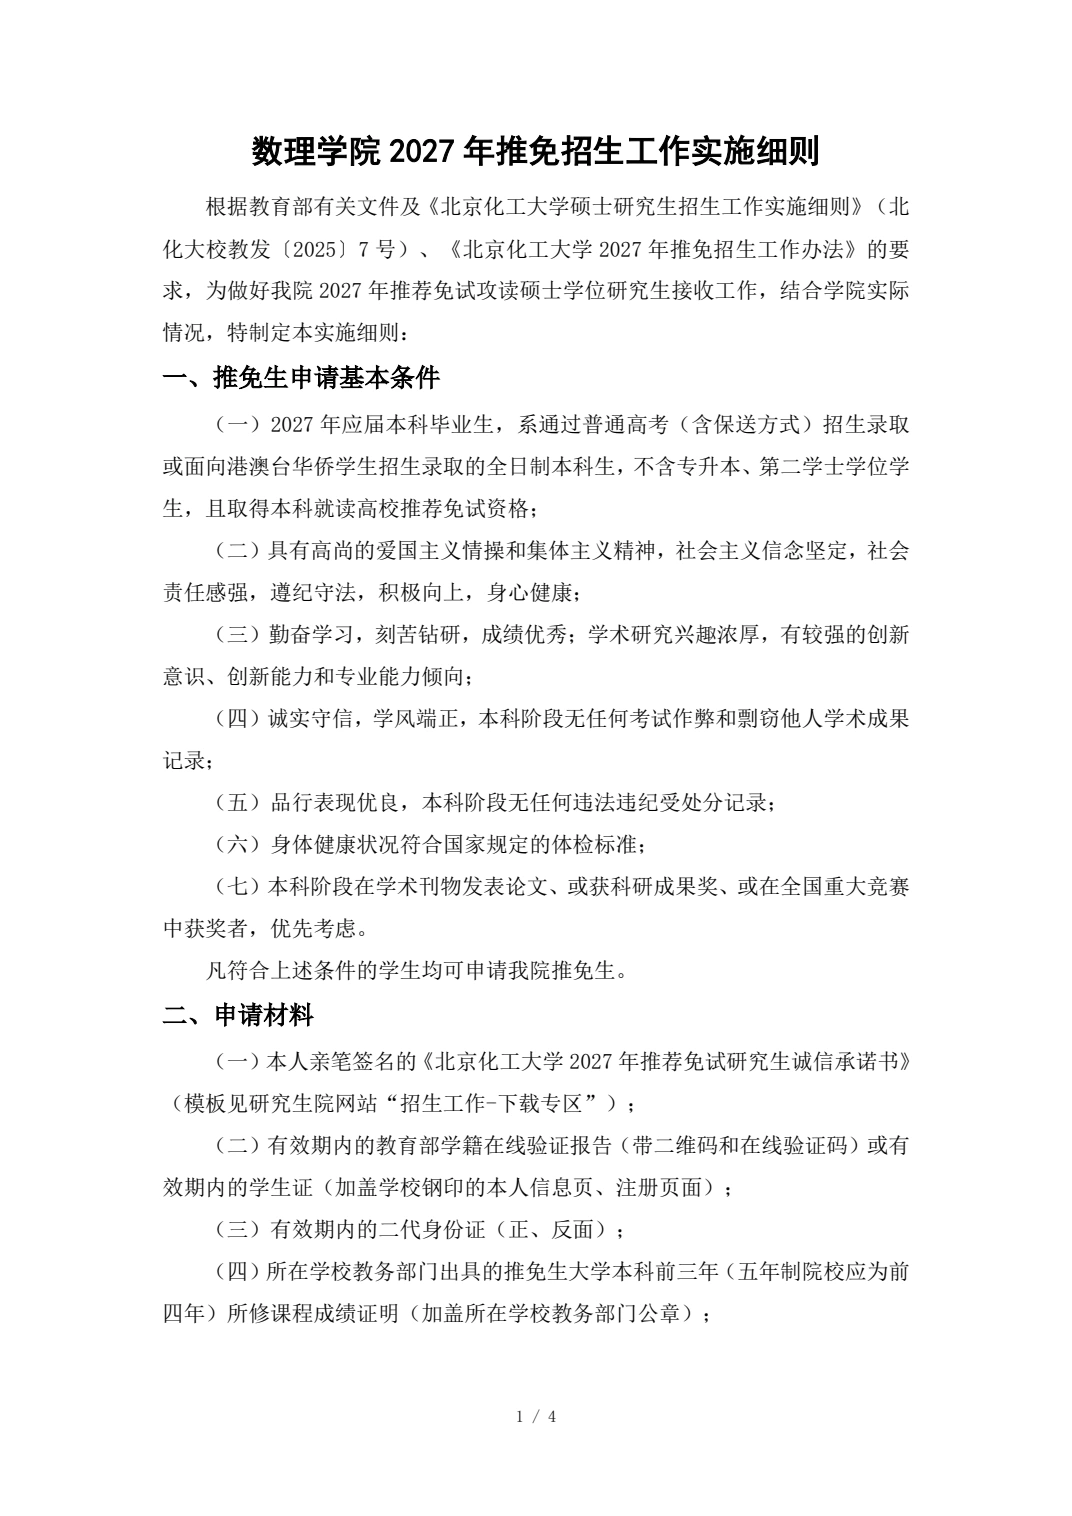 数理学院 2027 年推免招生工作实施细则
根据教育部有关文件及《北京化工大学硕士研究生招生工作实施细则》（北
化大校教发〔2025〕7 号）、《北京化工大学 2027 年推免招生工作办法》的要
求，为做好我院 2027 年推荐免试攻读硕士学位研究生接收工作，结合学院实际
情况，特制定本实施细则：
一、推免生申请基本条件
（一）2027 年应届本科毕业生，系通过普通高考（含保送方式）招生录取
或面向港澳台华侨学生招生录取的全日制本科生，不含专升本、第二学士学位学
生，且取得本科就读高校推荐免试资格；
（二）具有高尚的爱国主义情操和集体主义精神，社会主义信念坚定，社会
责任感强，遵纪守法，积极向上，身心健康；
（三）勤奋学习，刻苦钻研，成绩优秀；学术研究兴趣浓厚，有较强的创新
意识、创新能力和专业能力倾向；
（四）诚实守信，学风端正，本科阶段无任何考试作弊和剽窃他人学术成果
记录；
（五）品行表现优良，本科阶段无任何违法违纪受处分记录；
（六）身体健康状况符合国家规定的体检标准；
（七）本科阶段在学术刊物发表论文、或获科研成果奖、或在全国重大竞赛
中获奖者，优先考虑。
凡符合上述条件的学生均可申请我院推免生。
二、申请材料
（一）本人亲笔签名的《北京化工大学 2027 年推荐免试研究生诚信承诺书》
（模板见研究生院网站“招生工作-下载专区”）；
（二）有效期内的教育部学籍在线验证报告（带二维码和在线验证码）或有
效期内的学生证（加盖学校钢印的本人信息页、注册页面）；
（三）有效期内的二代身份证（正、反面）；
（四）所在学校教务部门出具的推免生大学本科前三年（五年制院校应为前
四年）所修课程成绩证明（加盖所在学校教务部门公章）；
1 / 4